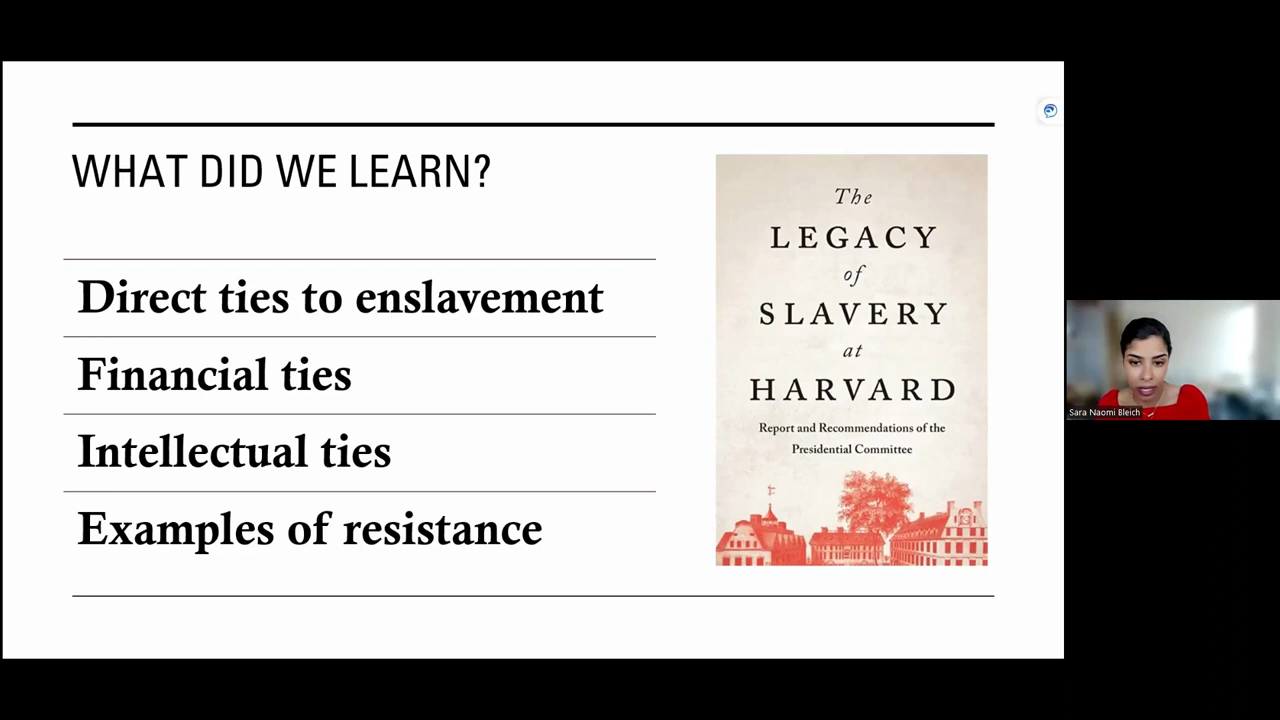 WHAT DID WE LEARN?
Direct ties to enslavement
Financial ties
Intellectual ties
Examples of resistance
The
LEGACY
of
SLAVERY
at
HARVARD
Report and Recommendations of the
Presidential Committee
Sara Naomi Bleich